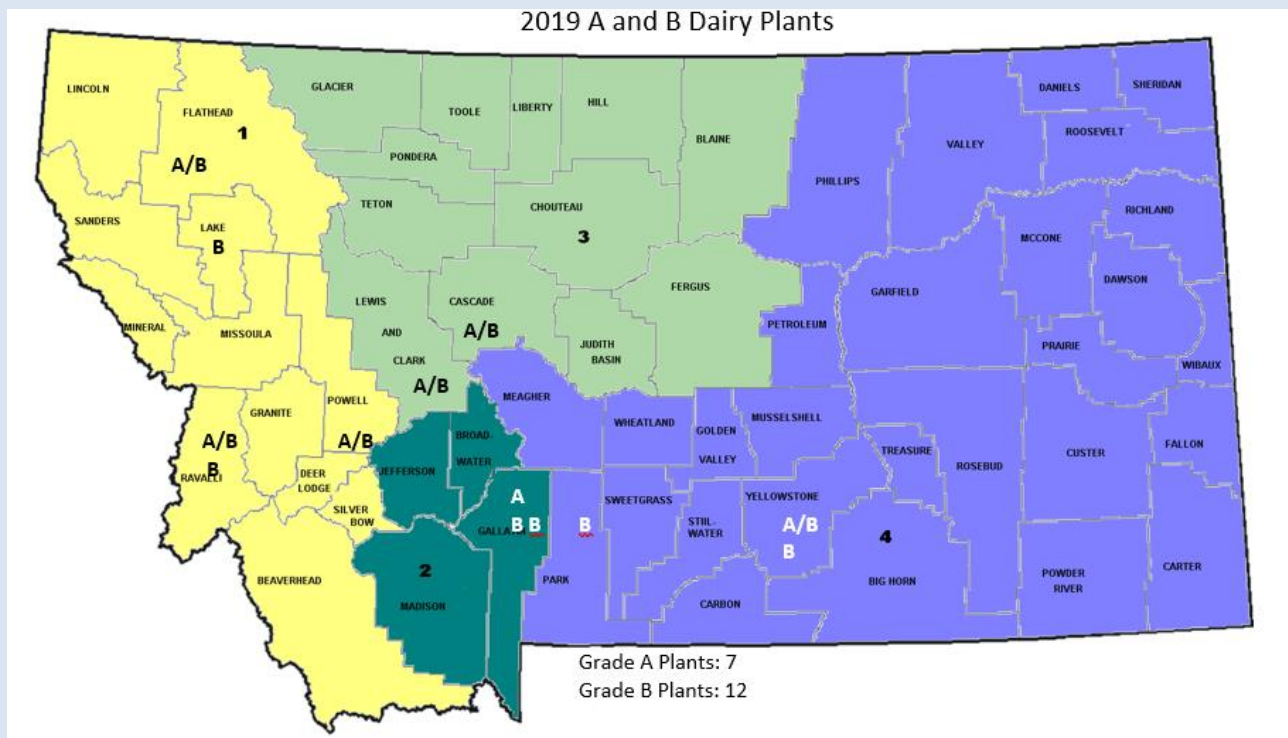 2019 A and B Dairy Plants
LINCOLN
FLATHEAD
1
A/B
GLACIER
TOOLE
LIBERTY
HILL
BLAINE
PHILLIPS
VALLEY
DANIELS
SHERIDAN
ROOSEVELT
PONDERA
SANDERS
LAKE
B
TETON
CHOUTEAU
3
MCCONE
RICHLAND
DAWSON
MINERAL
MISSOULA
LEWIS
AND
CLARK
A/B
CASCADE
A/B
JUDITH
BASIN
FERGUS
PETROLEUM
GARFIELD
PRAIRIE
WIBAUX
GRANITE
POWELL
A/B
A/B
B
RAVALLI
DEER
LODGE
SILVER
BOW
JEFFERSON
BROAD-
WATER
MEAGHER
WHEATLAND
GOLDEN
VALLEY
MUSSELSHELL
TREASURE
ROSEBUD
CUSTER
FALLON
BEAVERHEAD
2
MADISON
A
B B
GALLATIN
B
PARK
SWEETGRASS
STILL-
WATER
YELLOWSTONE
A/B
B
4
BIG HORN
CARBON
POWDER
RIVER
CARTER
Grade A Plants: 7
Grade B Plants: 12